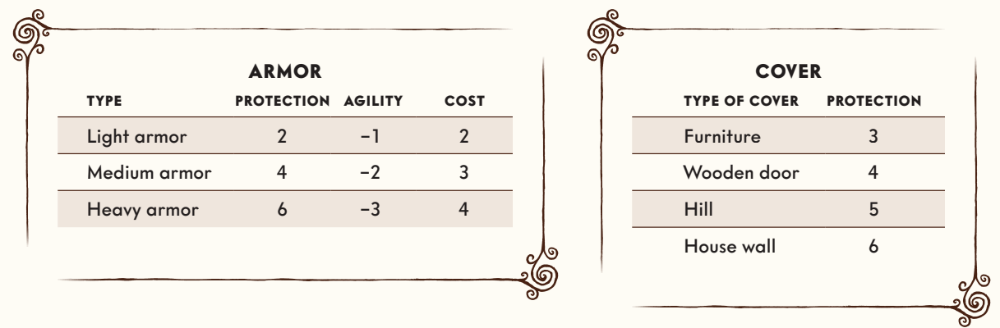 ARMOR
TYPE PROTECTION AGILITY COST
Light armor 2 −1 2
Medium armor 4 −2 3
Heavy armor 6 −3 4
COVER
TYPE OF COVER PROTECTION
Furniture 3
Wooden door 4
Hill 5
House wall 6